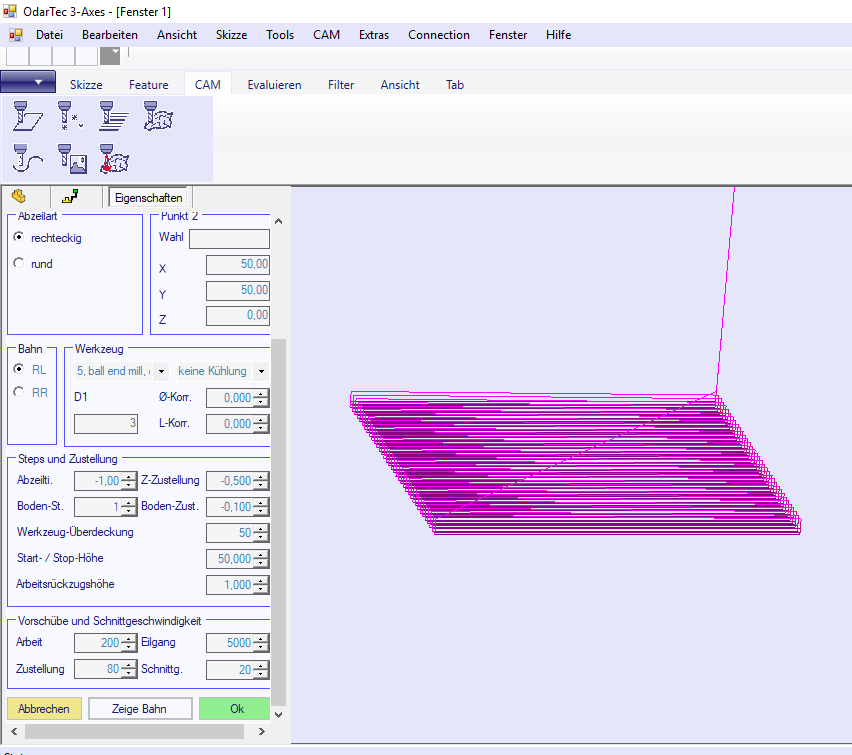 OdarTec 3-Axes - [Fenster 1]
Datei Bearbeiten Ansicht Skizze Tools CAM Extras Connection Fenster Hilfe
Skizze Feature CAM Evaluieren Filter Ansicht Tab
Eigenschaften
Abzeilart
rechteckig
rund
Punkt 2
Wahl
X 50,00
Y 50,00
Z 0,00
Bahn
RL
RR
Werkzeug
5, ball end mill, keine Kühlung
D1 Ø-Korr. 0,000
3 L-Korr. 0,000
Steps und Zustellung
Abzeilti. -1,00 Z-Zustellung -0,500
Boden-St. 1 Boden-Zust. -0,100
Werkzeug-Überdeckung 50
Start- / Stop-Höhe 50,000
Arbeitsrückzugshöhe 1,000
Vorschübe und Schnittgeschwindigkeit
Arbeit 200 Eilgang 5000
Zustellung 80 Schnittg. 20
Abbrechen Zeige Bahn Ok